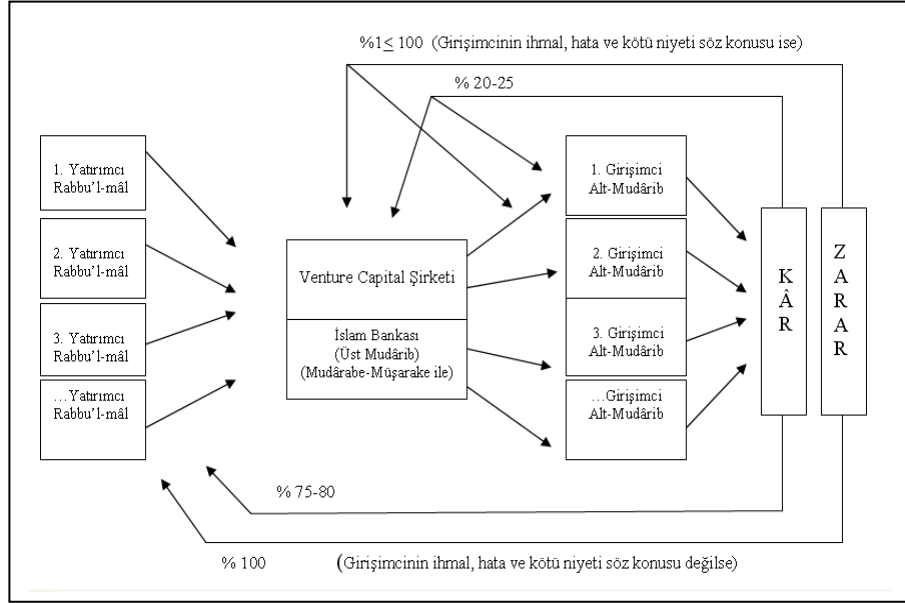 %1≤ 100 (Girişimcinin ihmal, hata ve kötü niyeti söz konusu ise)
% 20-25
1. Yatırımcı
Rabbu'l-mâl
2. Yatırımcı
Rabbu'l-mâl
3. Yatırımcı
Rabbu'l-mâl
…Yatırımcı
Rabbu'l-mâl
Venture Capital Şirketi
İslam Bankası
(Üst Mudârib)
(Mudârabe-Müşarake ile)
1. Girişimci
Alt-Mudârib
2. Girişimci
Alt-Mudârib
3. Girişimci
Alt-Mudârib
…Girişimci
Alt-Mudârib
K
Â
R
Z
A
R
A
R
% 75-80
% 100 (Girişimcinin ihmal, hata ve kötü niyeti söz konusu değilse)